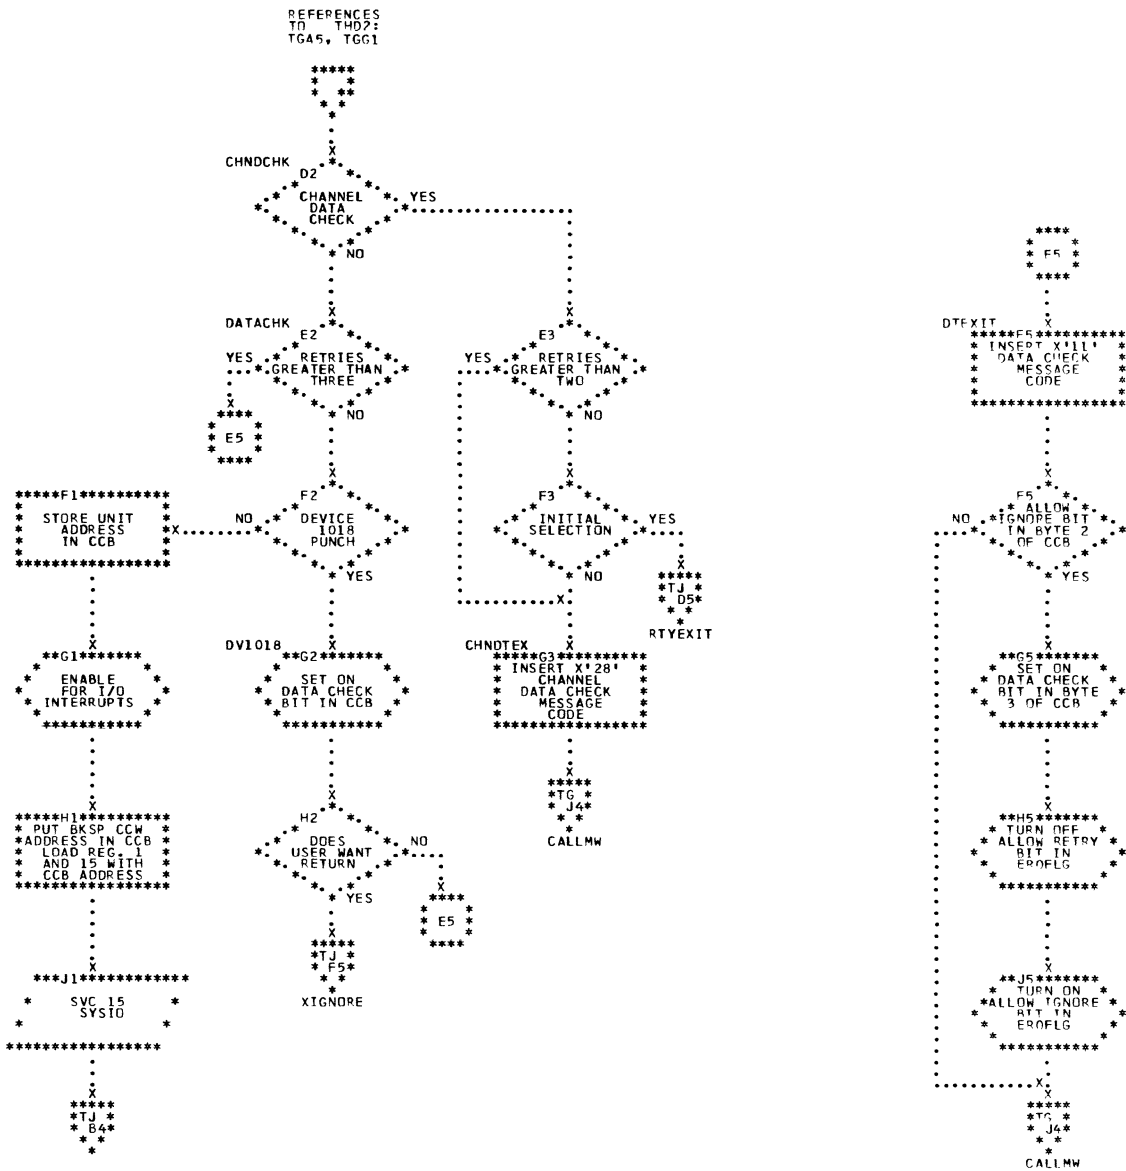 REFERENCES
TO THD2:
TGA5, TGG1
CHNDCHK
D2
CHANNEL
DATA
CHECK
YES
NO
DATACHK
E2
RETRIES
GREATER THAN
THREE
YES
NO
E5
E3
RETRIES
GREATER THAN
TWO
YES
NO
F1
STORE UNIT
ADDRESS
IN CCB
F2
DEVICE
1018
PUNCH
NO
YES
F3
INITIAL
SELECTION
YES
NO
TJ
D5
RTYEXIT
G1
ENABLE
FOR I/O
INTERRUPTS
DV1018
G2
SET ON
DATA CHECK
BIT IN CCB
CHNDTEX
G3
INSERT X'28'
CHANNEL
DATA CHECK
MESSAGE
CODE
TG
J4
CALLMW
H1
PUT BKSP CCW
ADDRESS IN CCB
LOAD REG. 1
AND 15 WITH
CCB ADDRESS
H2
DOES
USER WANT
RETURN
NO
YES
E5
TJ
F5
XIGNORE
J1
SVC 15
SYSIO
TJ
B4
E5
DTEXIT
E5
INSERT X'11'
DATA CHECK
MESSAGE
CODE
F5
ALLOW
IGNORE BIT
IN BYTE 2
OF CCB
NO
YES
G5
SET ON
DATA CHECK
BIT IN BYTE
3 OF CCB
H5
TURN OFF
ALLOW RETRY
BIT IN
EROFLG
J5
TURN ON
ALLOW IGNORE
BIT IN
EROFLG
TG
J4
CALLMW